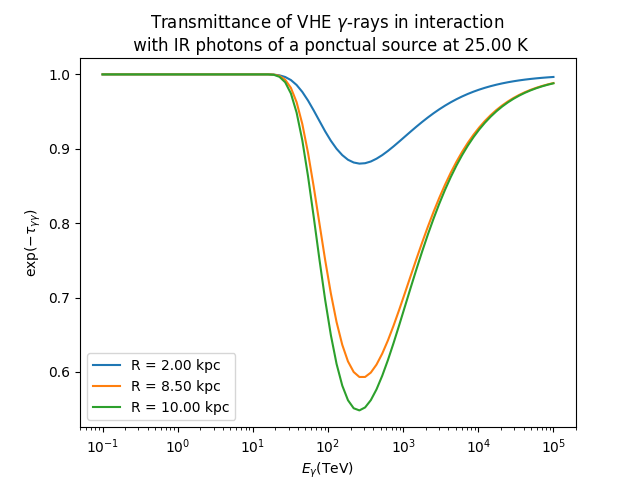 Transmittance of VHE γ-rays in interaction
with IR photons of a ponctual source at 25.00 K
exp(−τγγ)
1.0
0.9
0.8
0.7
0.6
R = 2.00 kpc
R = 8.50 kpc
R = 10.00 kpc
10⁻¹ 10⁰ 10¹ 10² 10³ 10⁴ 10⁵
Eγ(TeV)